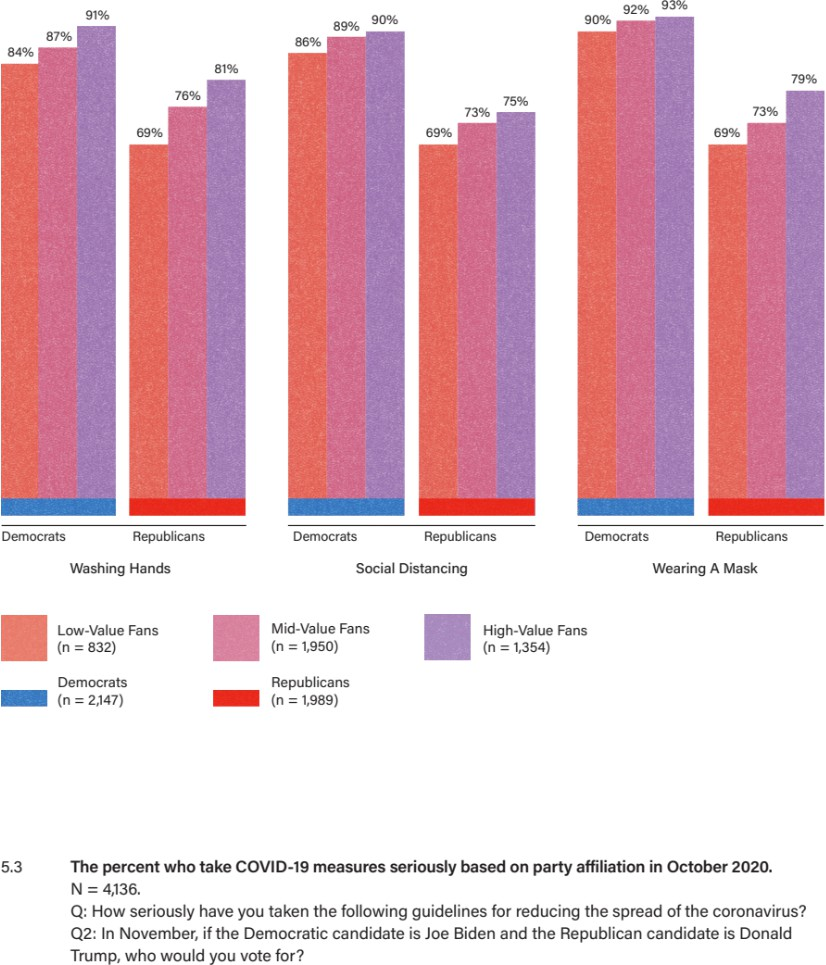 84% 87% 91% 69% 76% 81% 86% 89% 90% 69% 73% 75% 90% 92% 93% 69% 73% 79%
Democrats Republicans Democrats Republicans Democrats Republicans
Washing Hands Social Distancing Wearing A Mask
Low-Value Fans Mid-Value Fans High-Value Fans
(n = 832) (n = 1,950) (n = 1,354)
Democrats Republicans
(n = 2,147) (n = 1,989)
5.3 The percent who take COVID-19 measures seriously based on party affiliation in October 2020.
N = 4,136.
Q: How seriously have you taken the following guidelines for reducing the spread of the coronavirus?
Q2: In November, if the Democratic candidate is Joe Biden and the Republican candidate is Donald
Trump, who would you vote for?